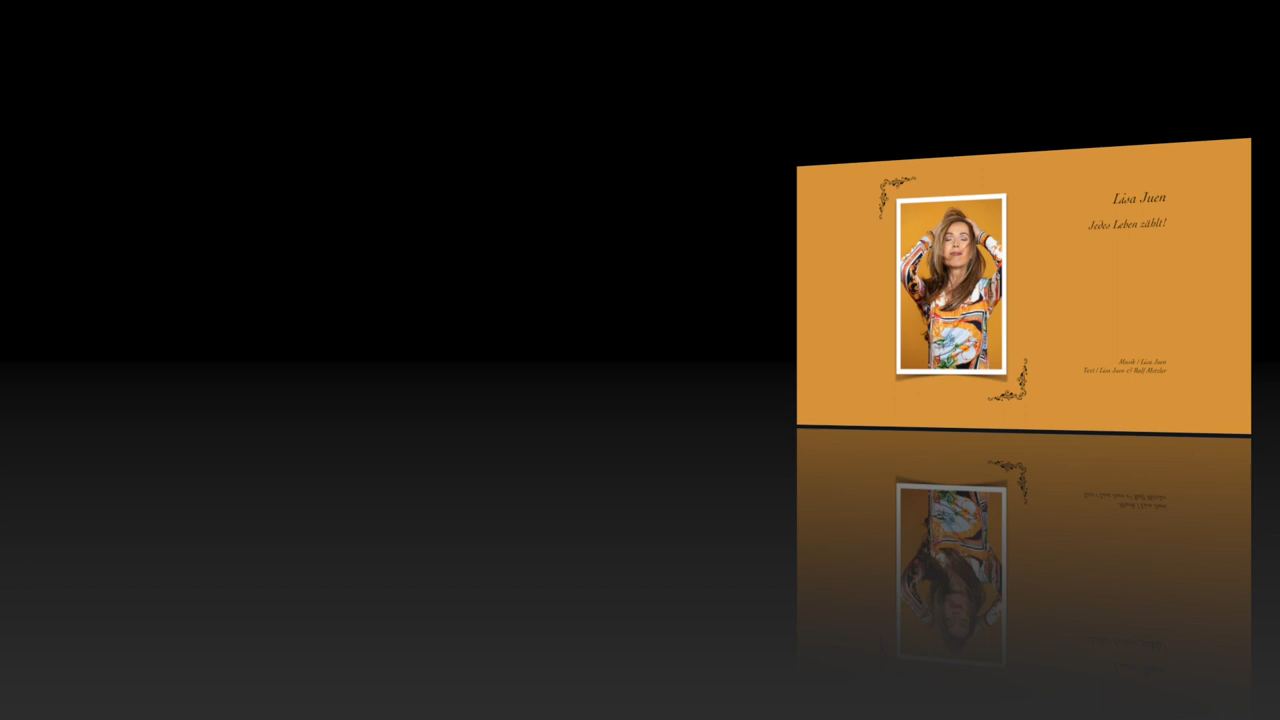 Lisa Juen
Jedes Leben zählt!
Musik / Lisa Juen
Text / Lisa Juen & Ralf Metzler